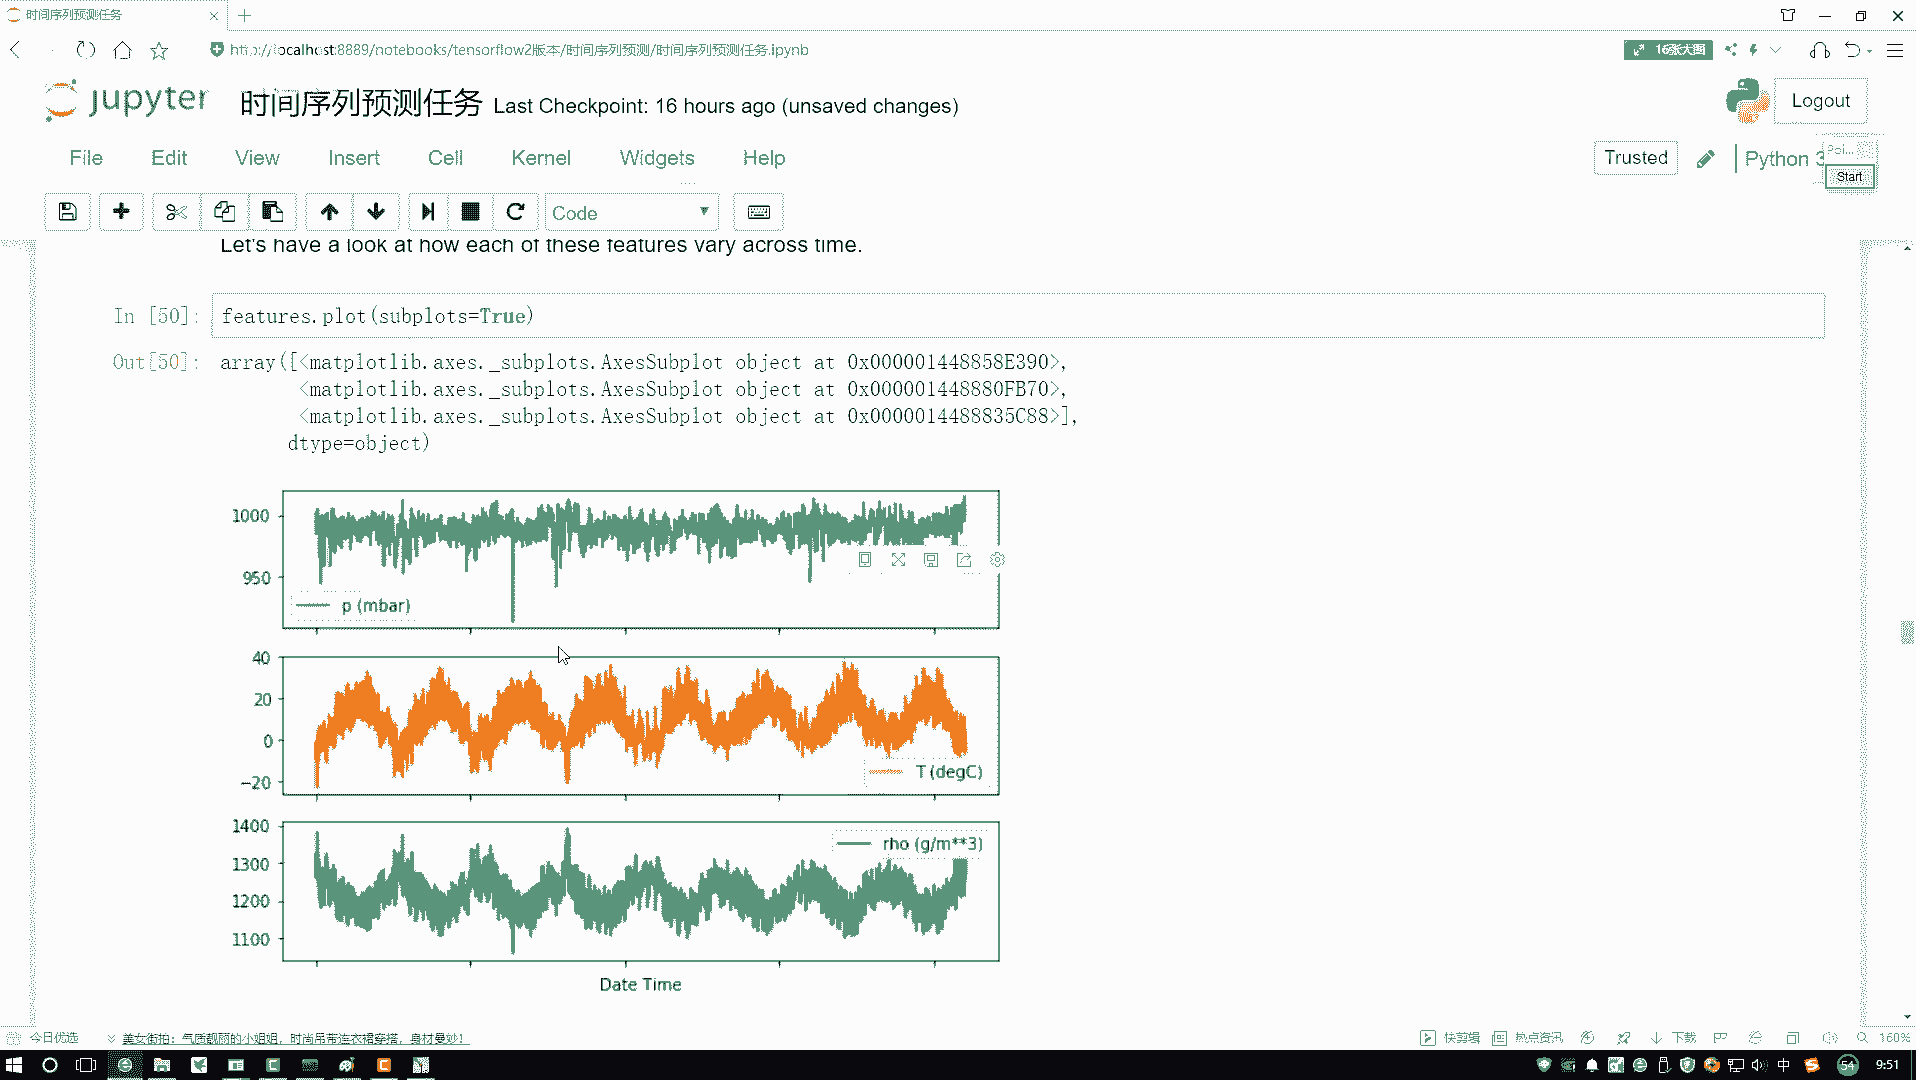 时间序列预测任务
http://localhost:8889/notebooks/tensorflow2版本/时间序列预测/时间序列预测任务.ipynb
16张大图
jupyter 时间序列预测任务 Last Checkpoint: 16 hours ago (unsaved changes)
Logout
File Edit View Insert Cell Kernel Widgets Help
Trusted
Python 3
Start
Code
Let's have a look at how each of these features vary across time.
In [50]: features.plot(subplots=True)
Out[50]: array([<matplotlib.axes._subplots.AxesSubplot object at 0x000001448858E390>,
<matplotlib.axes._subplots.AxesSubplot object at 0x000001448880FB70>,
<matplotlib.axes._subplots.AxesSubplot object at 0x0000014488835C88>],
dtype=object)
1000
950
p (mbar)
40
20
0
−20
T (degC)
1400
1300
1200
1100
rho (g/m**3)
Date Time
今日优选 美女街拍：气质靓丽的小姐姐，时尚吊带连衣裙穿搭，身材曼妙！
快剪辑 热点资讯 下载 160%
中 54 9:51